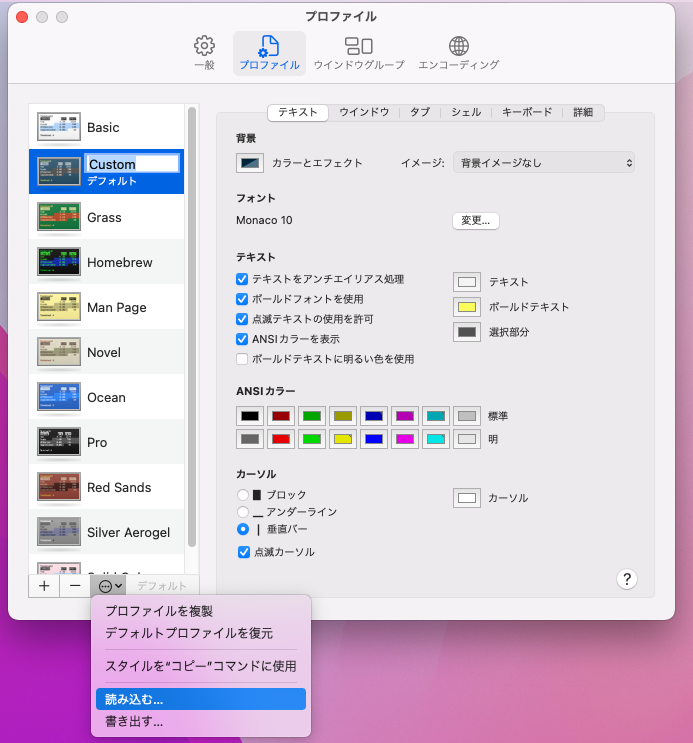 プロファイル
一般
プロファイル
ウインドウグループ
エンコーディング
Basic
Custom
デフォルト
Grass
Homebrew
Man Page
Novel
Ocean
Pro
Red Sands
Silver Aerogel
デフォルト
テキスト ウインドウ タブ シェル キーボード 詳細
背景
カラーとエフェクト イメージ: 背景イメージなし
フォント
Monaco 10 変更...
テキスト
テキストをアンチエイリアス処理
ボールドフォントを使用
点滅テキストの使用を許可
ANSIカラーを表示
ボールドテキストに明るい色を使用
テキスト
ボールドテキスト
選択部分
ANSIカラー
標準
明
カーソル
ブロック
アンダーライン
垂直バー
点滅カーソル
カーソル
?
プロファイルを複製
デフォルトプロファイルを復元
スタイルを“コピー”コマンドに使用
読み込む...
書き出す...